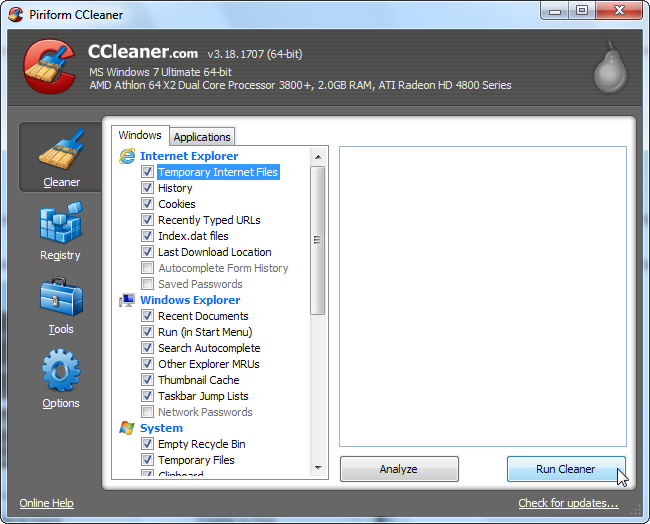 Piriform CCleaner
CCleaner.com v3.18.1707 (64-bit)
MS Windows 7 Ultimate 64-bit
AMD Athlon 64 X2 Dual Core Processor 3800+, 2.0GB RAM, ATI Radeon HD 4800 Series
Cleaner
Registry
Tools
Options
Windows
Applications
Internet Explorer
Temporary Internet Files
History
Cookies
Recently Typed URLs
Index.dat files
Last Download Location
Autocomplete Form History
Saved Passwords
Windows Explorer
Recent Documents
Run (in Start Menu)
Search Autocomplete
Other Explorer MRUs
Thumbnail Cache
Taskbar Jump Lists
Network Passwords
System
Empty Recycle Bin
Temporary Files
Clipboard
Analyze
Run Cleaner
Online Help
Check for updates...